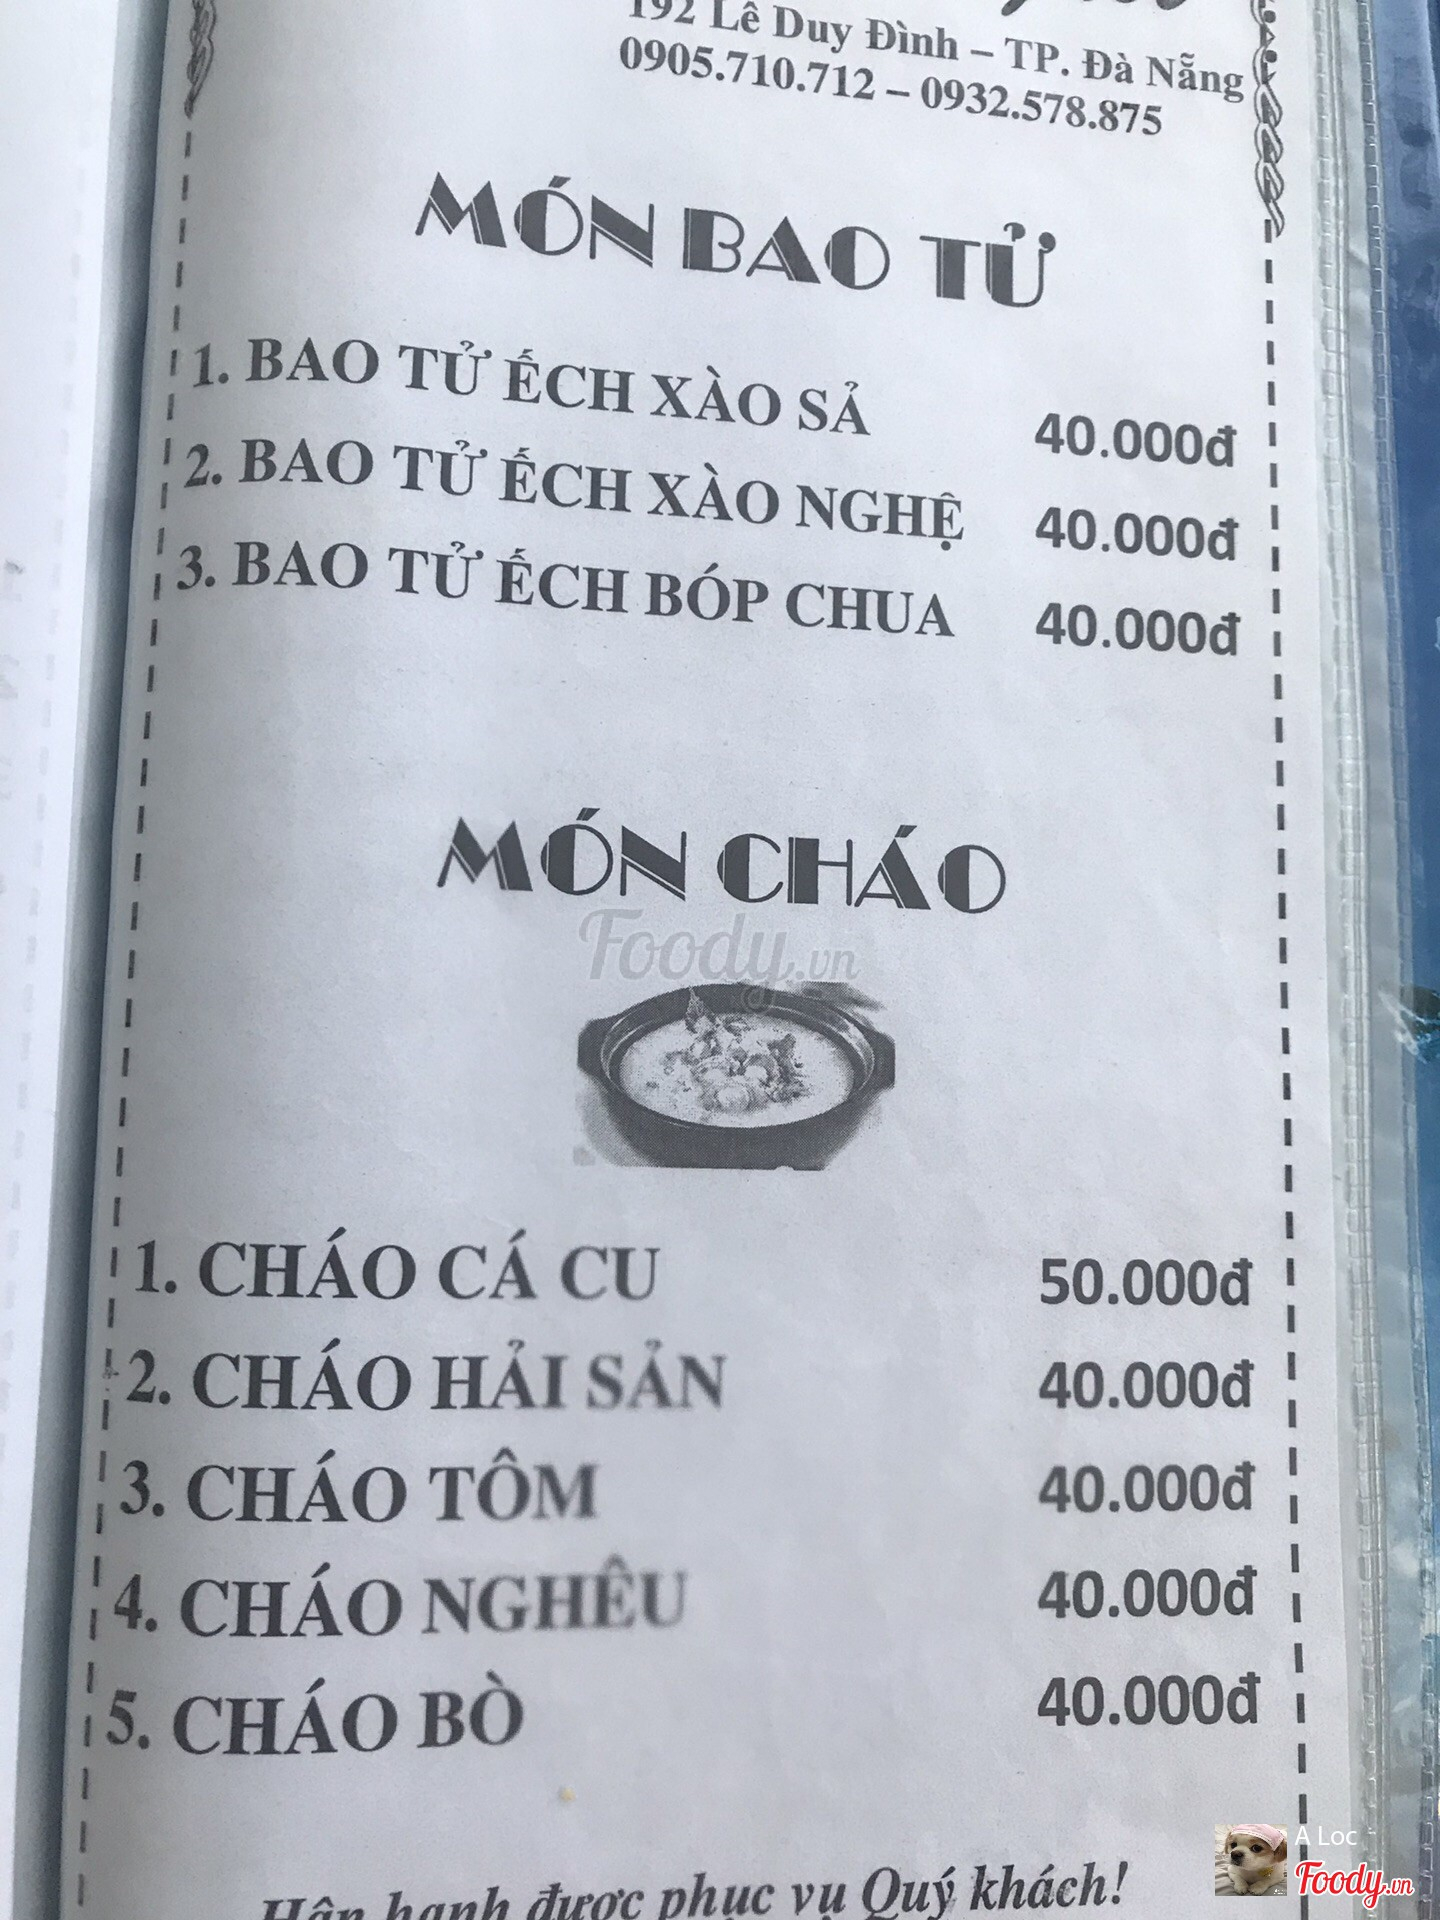 192 Lê Duy Đình – TP. Đà Nẵng
0905.710.712 – 0932.578.875
MÓN BAO TỬ
1. BAO TỬ ẾCH XÀO SẢ 40.000đ
2. BAO TỬ ẾCH XÀO NGHỆ 40.000đ
3. BAO TỬ ẾCH BÓP CHUA 40.000đ
MÓN CHÁO
Foody.vn
1. CHÁO CÁ CU 50.000đ
2. CHÁO HẢI SẢN 40.000đ
3. CHÁO TÔM 40.000đ
4. CHÁO NGHÊU 40.000đ
5. CHÁO BÒ 40.000đ
Hân hạnh được phục vụ Quý khách!
A Loc
Foody.vn